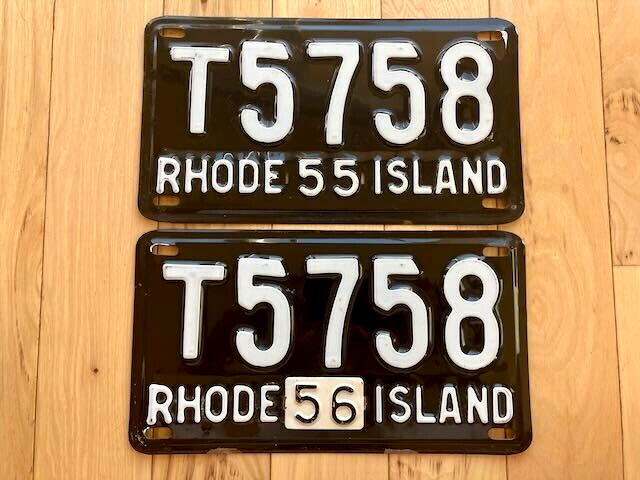 T5758
RHODE 55 ISLAND
T5758
RHODE 56 ISLAND